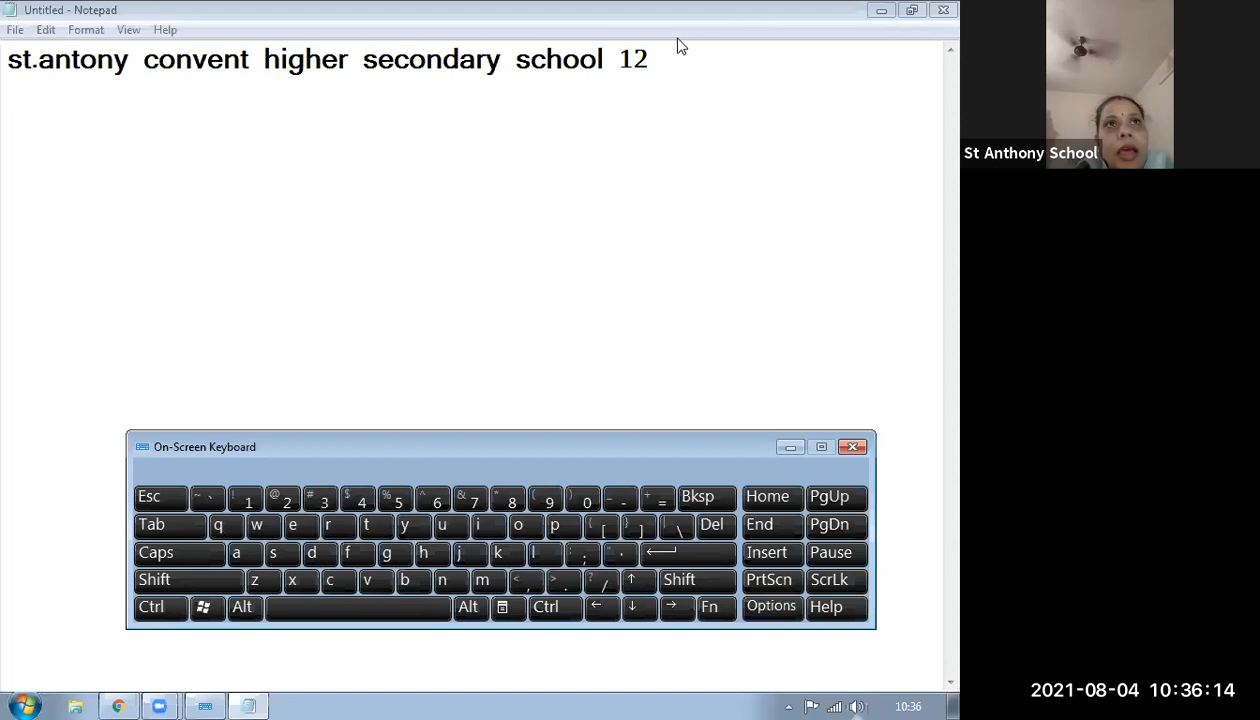 Untitled - Notepad
File Edit Format View Help
st.antony convent higher secondary school 12
St Anthony School
On-Screen Keyboard
Esc ~ ` ! 1 @ 2 # 3 $ 4 % 5 ^ 6 & 7 * 8 ( 9 ) 0 _ - + = Bksp Home PgUp
Tab q w e r t y u i o p { [ } ] | \ Del End PgDn
Caps a s d f g h j k l : ; " ' Insert Pause
Shift z x c v b n m < , > . ? / ↑ Shift PrtScn ScrLk
Ctrl Alt Alt Ctrl ← ↓ → Fn Options Help
10:36
2021-08-04 10:36:14